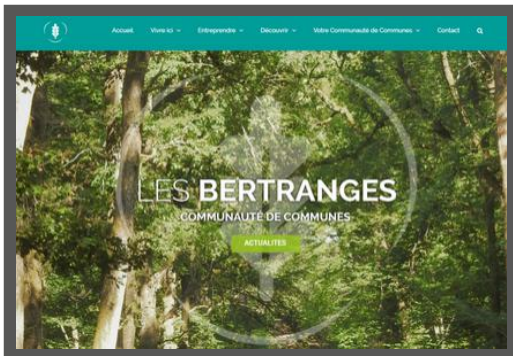 Accueil Vivre ici Entreprendre Découvrir Votre Communauté de Communes Contact
LES BERTRANGES
COMMUNAUTÉ DE COMMUNES
ACTUALITES